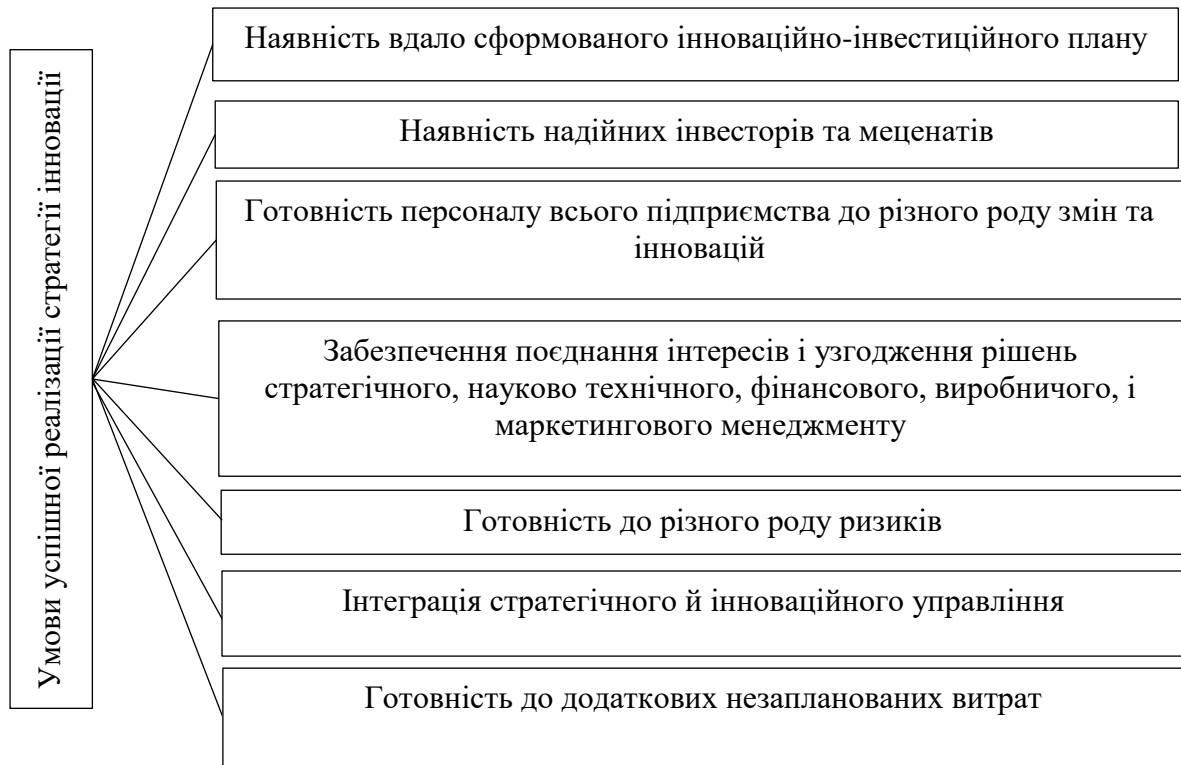 Умови успішної реалізації стратегії інновації
Наявність вдало сформованого інноваційно-інвестиційного плану
Наявність надійних інвесторів та меценатів
Готовність персоналу всього підприємства до різного роду змін та
інновацій
Забезпечення поєднання інтересів і узгодження рішень
стратегічного, науково технічного, фінансового, виробничого, і
маркетингового менеджменту
Готовність до різного роду ризиків
Інтеграція стратегічного й інноваційного управління
Готовність до додаткових незапланованих витрат